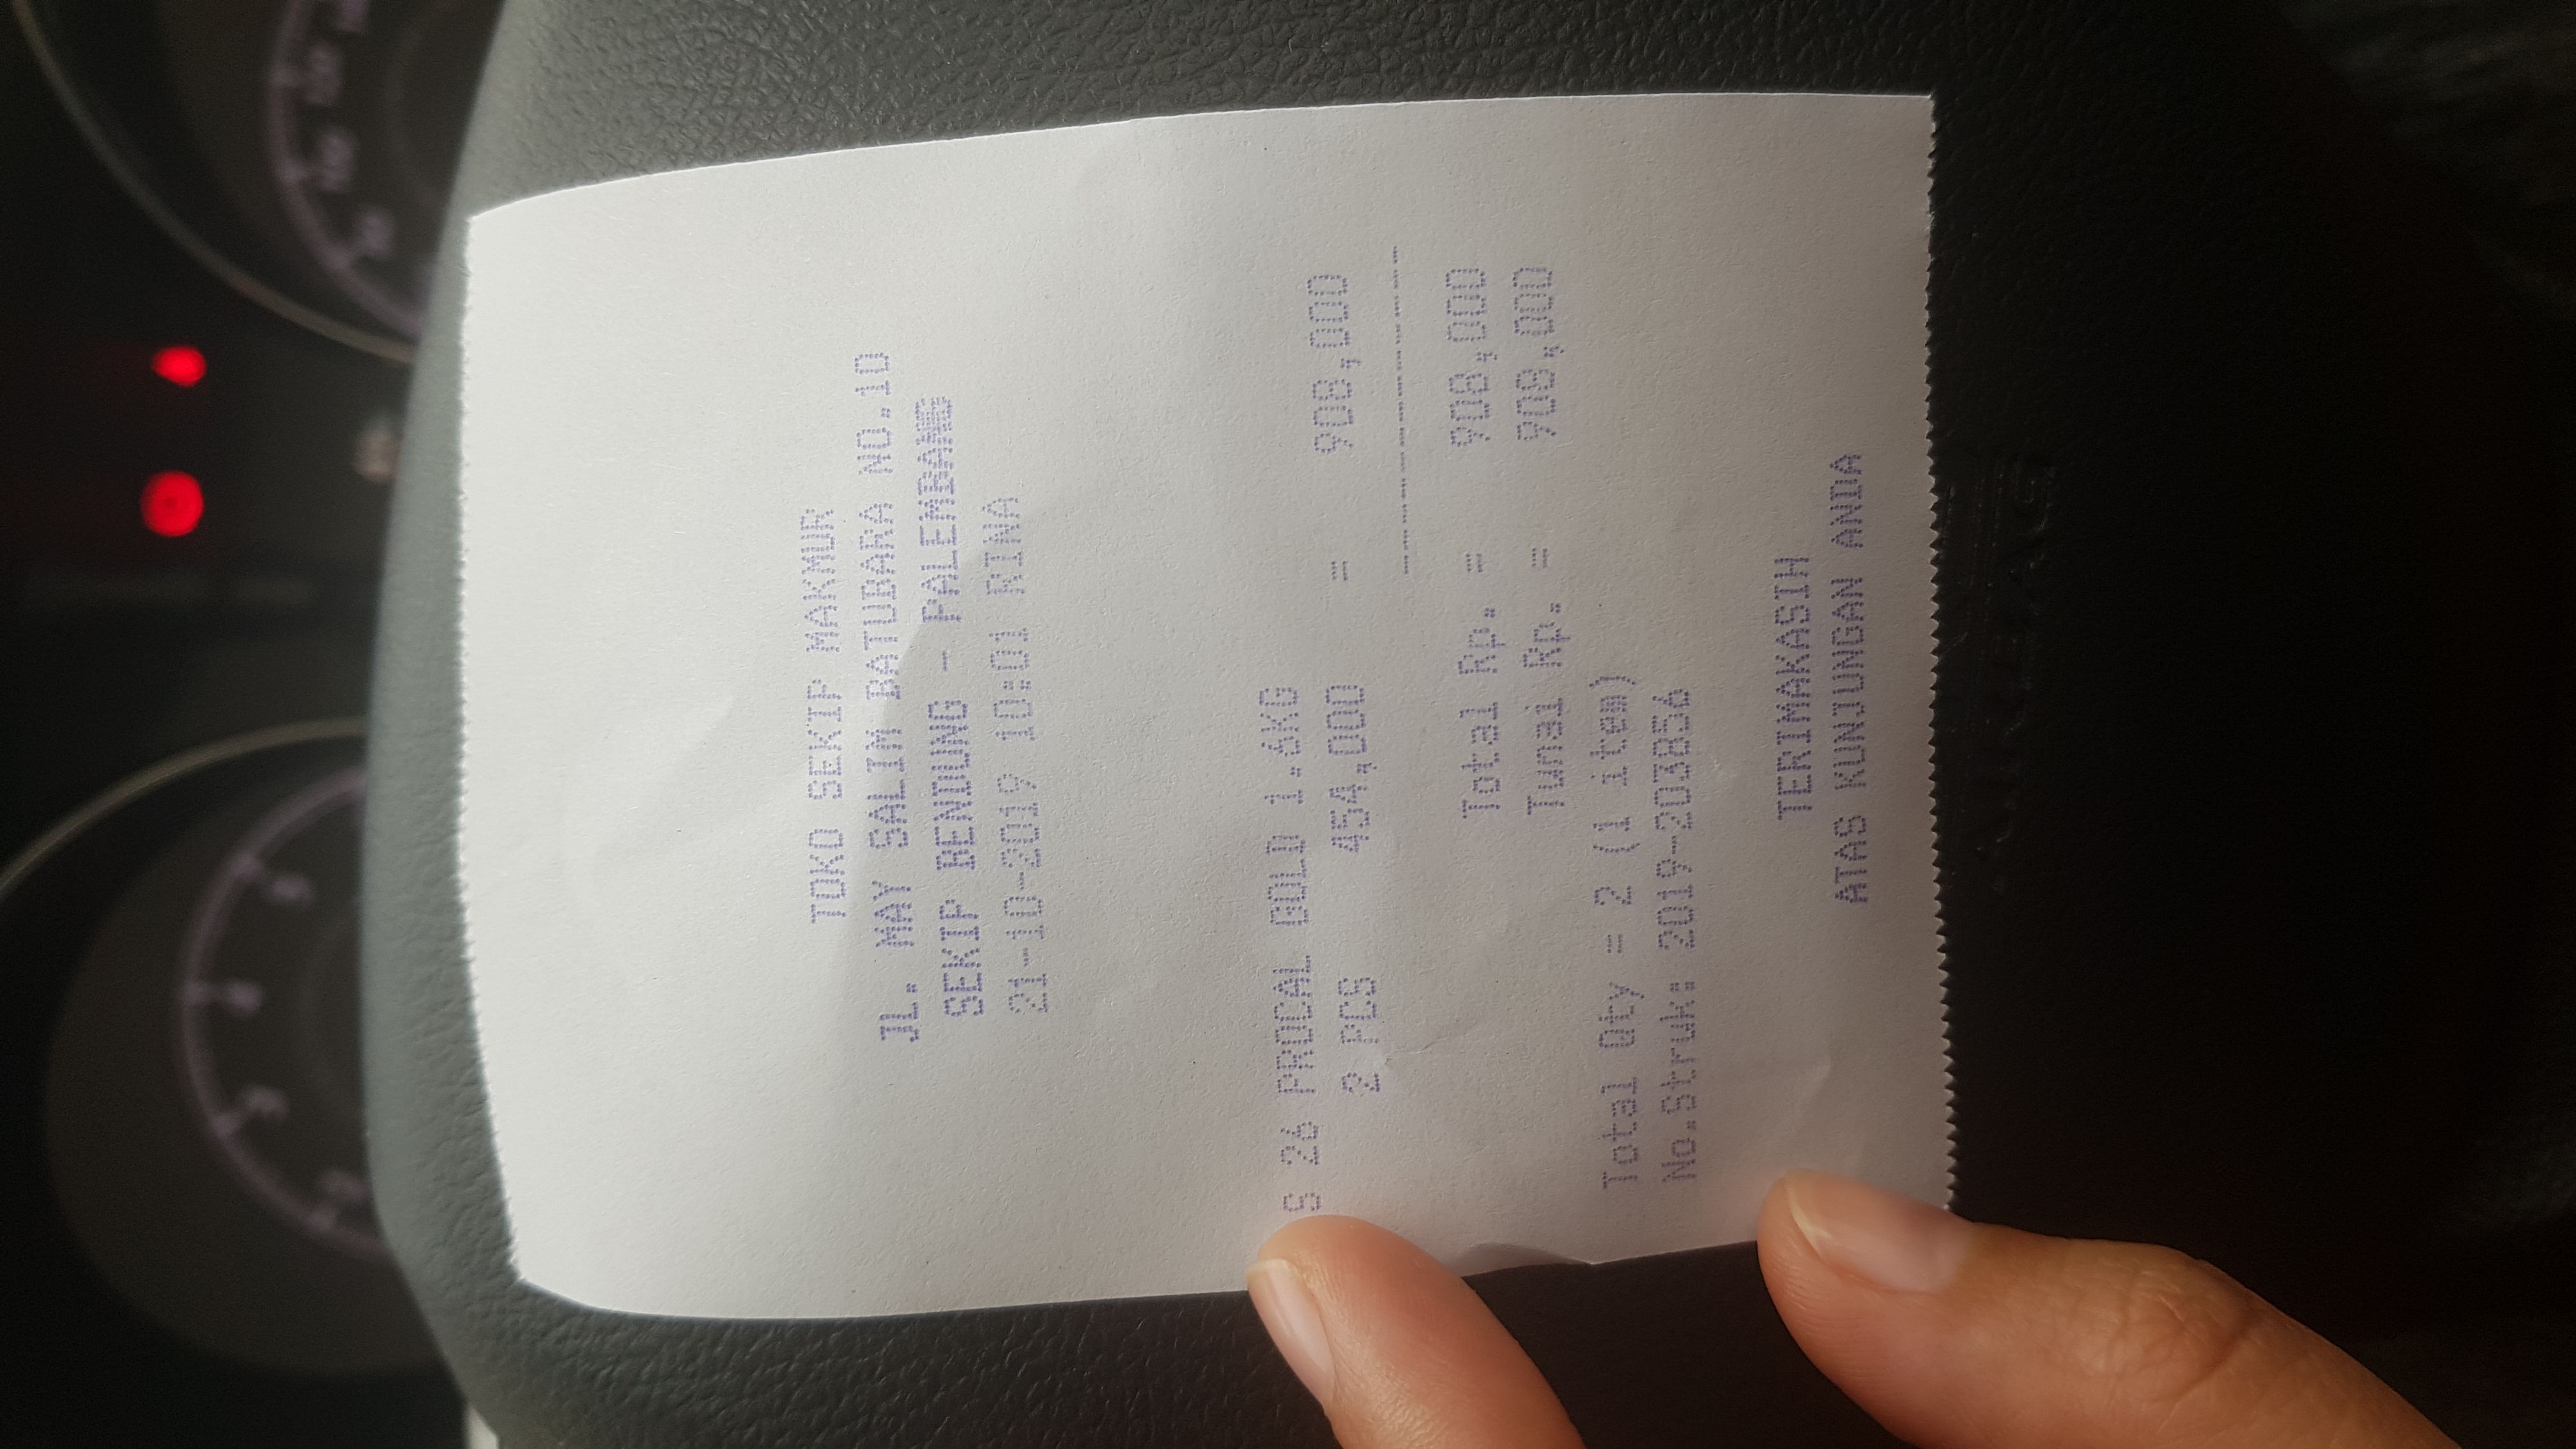 TOKO SEKIP MAKMUR
JL. MAY SALIM BATUBARA NO.10
SEKIP BENDUNG - PALEMBANG
21-10-2019 10:01 RINA
S 26 PROCAL GOLD 1.6KG
2 PCS 454,000 = 908,000
Total Rp. = 908,000
Tunai Rp. = 908,000
Total Qty = 2 (1 item)
No.Struk: 2019-203856
TERIMAKASIH
ATAS KUNJUNGAN ANDA
AIRBAG